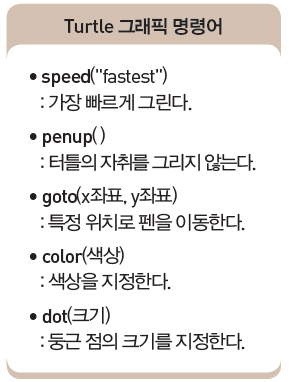 Turtle 그래픽 명령어
• speed("fastest")
: 가장 빠르게 그린다.
• penup( )
: 터틀의 자취를 그리지 않는다.
• goto(x좌표, y좌표)
: 특정 위치로 펜을 이동한다.
• color(색상)
: 색상을 지정한다.
• dot(크기)
: 둥근 점의 크기를 지정한다.